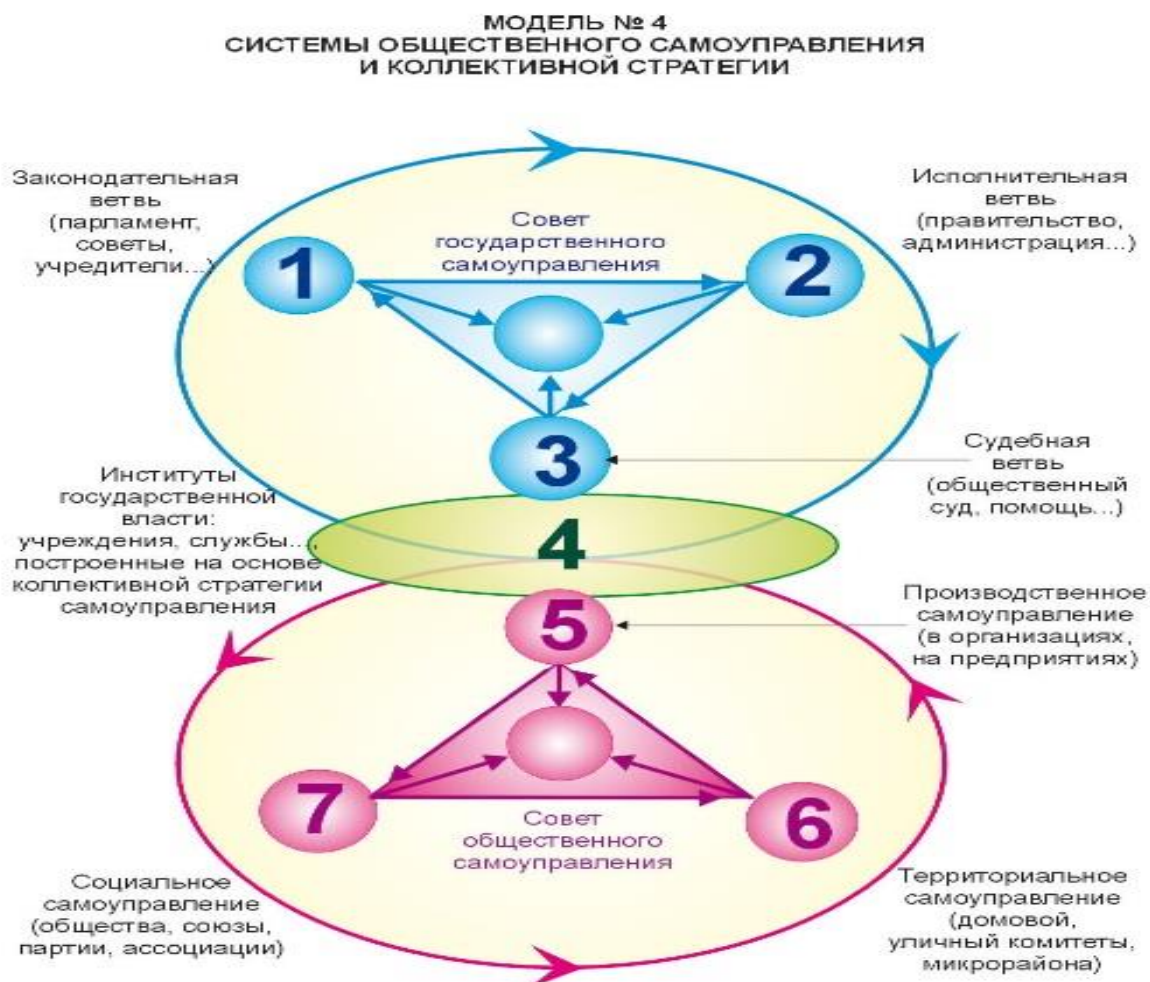 МОДЕЛЬ № 4
СИСТЕМЫ ОБЩЕСТВЕННОГО САМОУПРАВЛЕНИЯ
И КОЛЛЕКТИВНОЙ СТРАТЕГИИ
Законодательная
ветвь
(парламент,
советы,
учредители...)
Исполнительная
ветвь
(правительство,
администрация...)
Совет
государственного
самоуправления
1
2
3
Судебная
ветвь
(общественный
суд, помощь...)
Институты
государственной
власти:
учреждения, службы...,
построенные на основе
коллективной стратегии
самоуправления
4
5
Производственное
самоуправление
(в организациях,
на предприятиях)
7
6
Совет
общественного
самоуправления
Социальное
самоуправление
(общества, союзы,
партии, ассоциации)
Территориальное
самоуправление
(домовой,
уличный комитеты,
микрорайона)